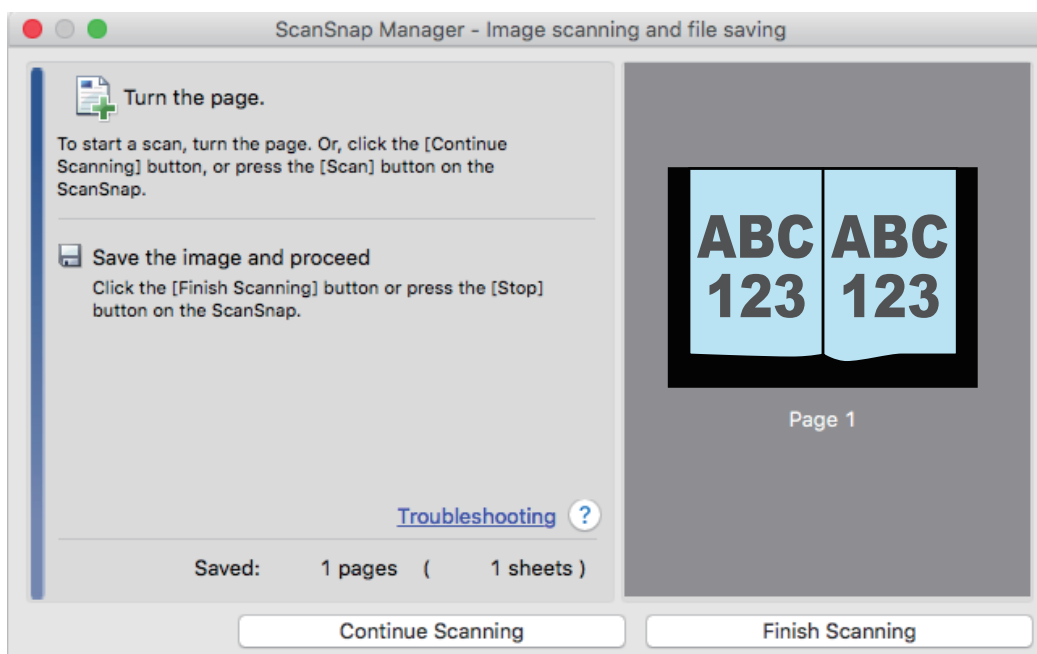 ScanSnap Manager - Image scanning and file saving
Turn the page.
To start a scan, turn the page. Or, click the [Continue
Scanning] button, or press the [Scan] button on the
ScanSnap.
Save the image and proceed
Click the [Finish Scanning] button or press the [Stop]
button on the ScanSnap.
Troubleshooting ?
Saved: 1 pages ( 1 sheets )
ABC ABC
123 123
Page 1
Continue Scanning
Finish Scanning